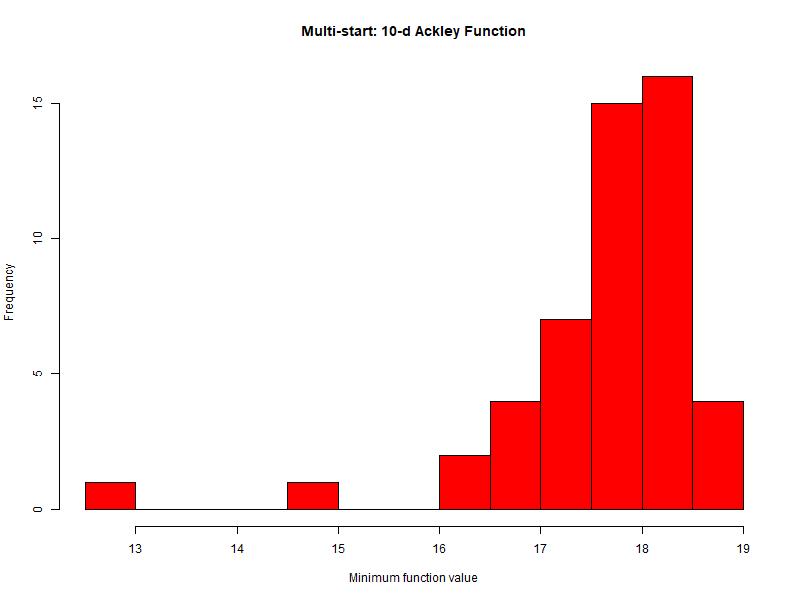 Multi-start: 10-d Ackley Function
Frequency
15
10
5
0
13 14 15 16 17 18 19
Minimum function value